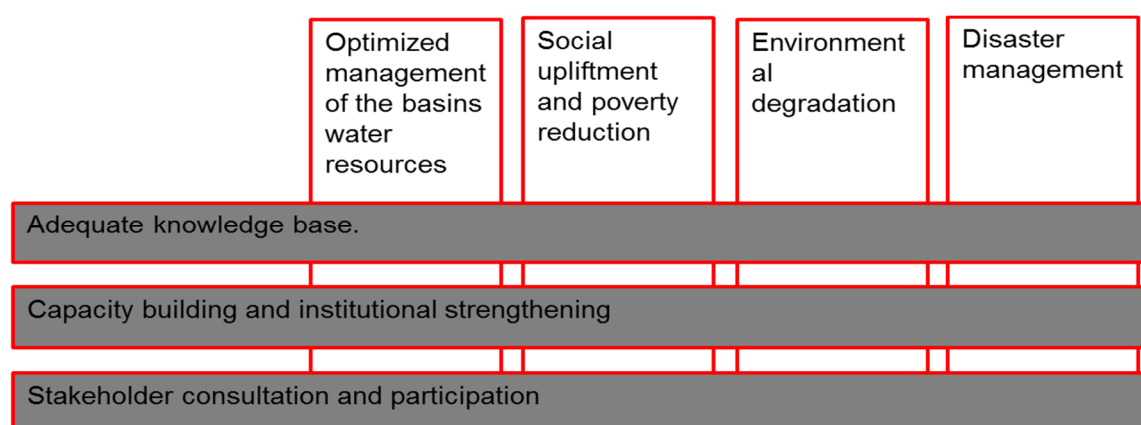 Optimized
management
of the basins
water
resources
Social
upliftment
and poverty
reduction
Environment
al
degradation
Disaster
management
Adequate knowledge base.
Capacity building and institutional strengthening
Stakeholder consultation and participation